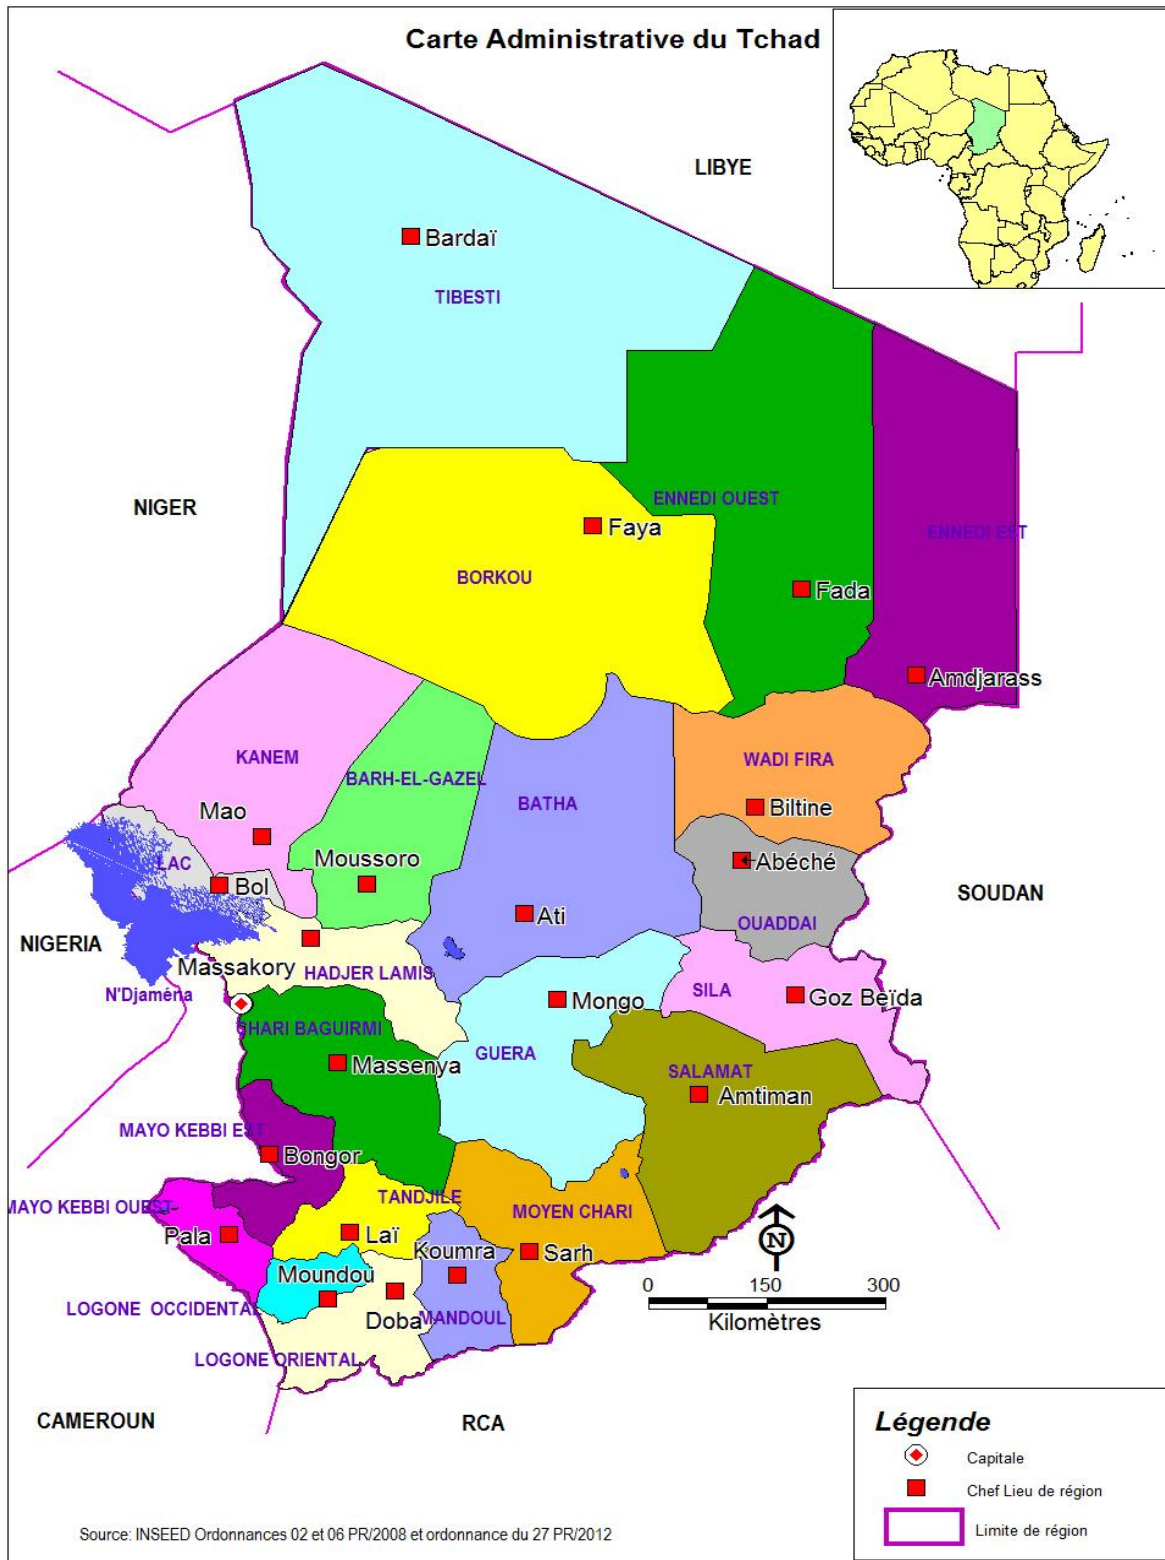 Carte Administrative du Tchad
LIBYE
Bardaï
TIBESTI
NIGER
ENNEDI OUEST
Faya
ENNEDI EST
BORKOU
Fada
Amdjarass
KANEM
BARH-EL-GAZEL
WADI FIRA
BATHA
Biltine
Mao
LAC
Moussoro
Abéché
Bol
SOUDAN
Ati
OUADDAI
NIGERIA
Massakory
HADJER LAMIS
N'Djaména
SILA
Goz Beïda
Mongo
CHARI BAGUIRMI
GUERA
Massenya
SALAMAT
Amtiman
MAYO KEBBI EST
Bongor
MAYO KEBBI OUEST
TANDJILE
MOYEN CHARI
Pala
Laï
Koumra
Sarh
N
Moundou
0 150 300
Kilomètres
LOGONE OCCIDENTAL
Doba
MANDOUL
LOGONE ORIENTAL
CAMEROUN
RCA
Légende
Capitale
Chef Lieu de région
Limite de région
Source: INSEED Ordonnances 02 et 06 PR/2008 et ordonnance du 27 PR/2012